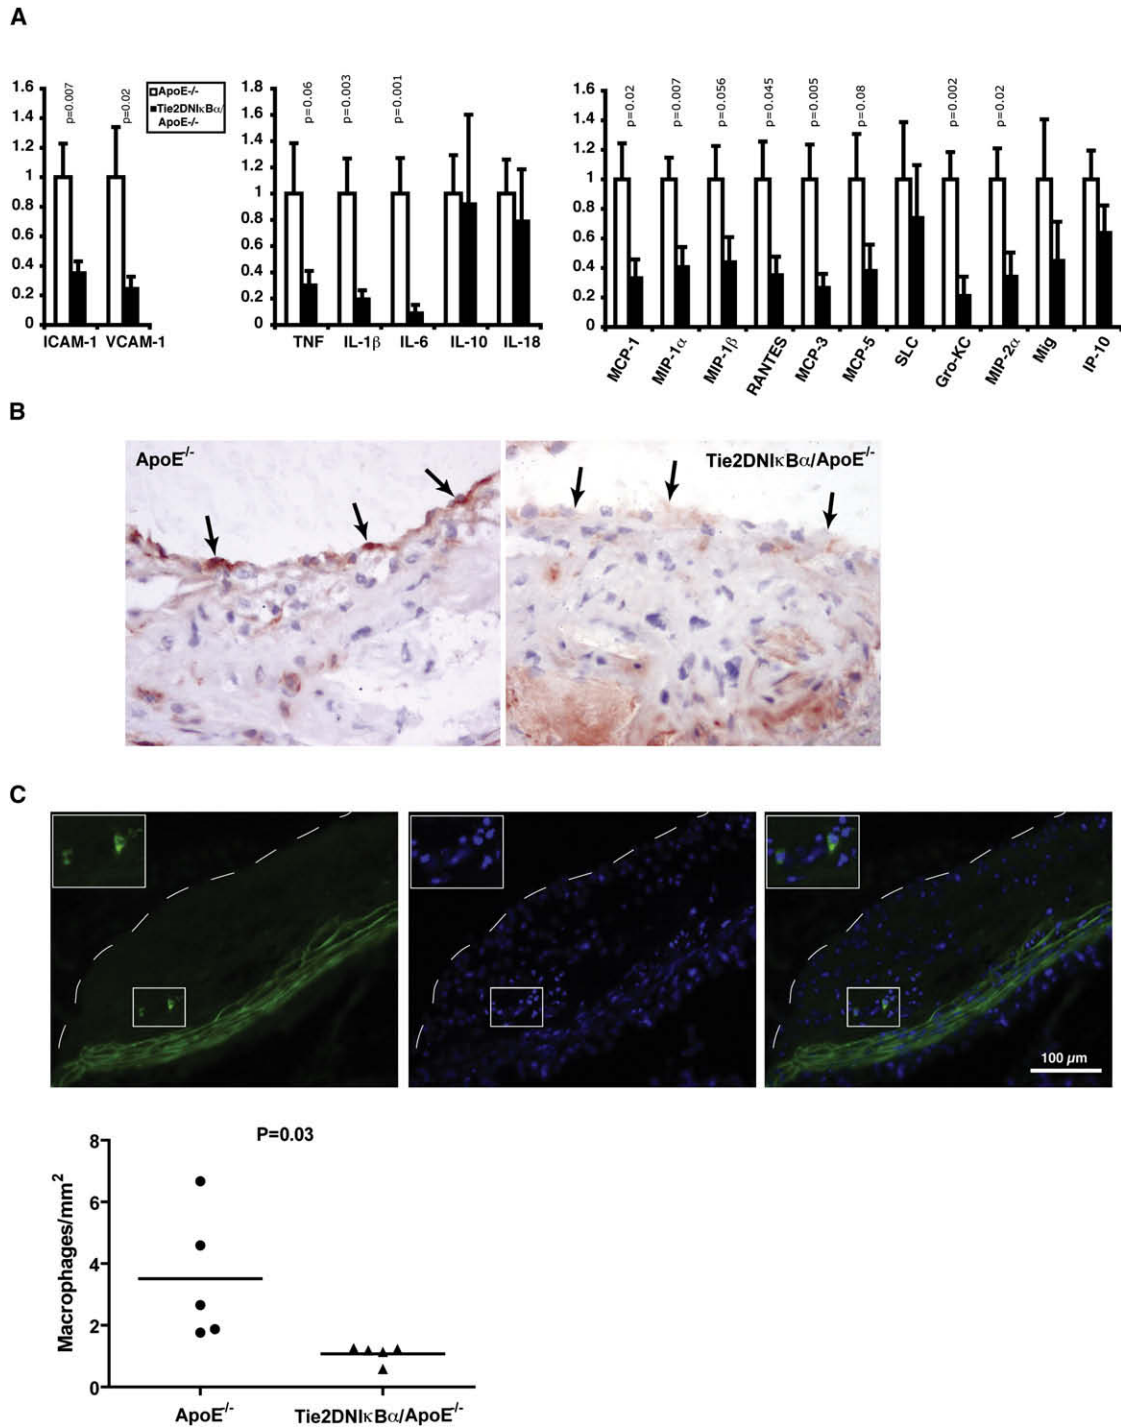 A
p=0.007
p=0.02
ApoE-/-
Tie2DNIκBα/
ApoE-/-
1.6
1.4
1.2
1
0.8
0.6
0.4
0.2
0
ICAM-1 VCAM-1
p=0.06
p=0.003
p=0.001
1.8
1.6
1.4
1.2
1
0.8
0.6
0.4
0.2
0
TNF IL-1β IL-6 IL-10 IL-18
p=0.02
p=0.007
p=0.056
p=0.045
p=0.005
p=0.08
p=0.002
p=0.02
1.6
1.4
1.2
1
0.8
0.6
0.4
0.2
0
MCP-1
MIP-1α
MIP-1β
RANTES
MCP-3
MCP-5
SLC
Gro-KC
MIP-2α
Mig
IP-10
B
ApoE-/-
Tie2DNIκBα/ApoE-/-
C
100 μm
P=0.03
Macrophages/mm2
8
6
4
2
0
ApoE-/-
Tie2DNIκBα/ApoE-/-